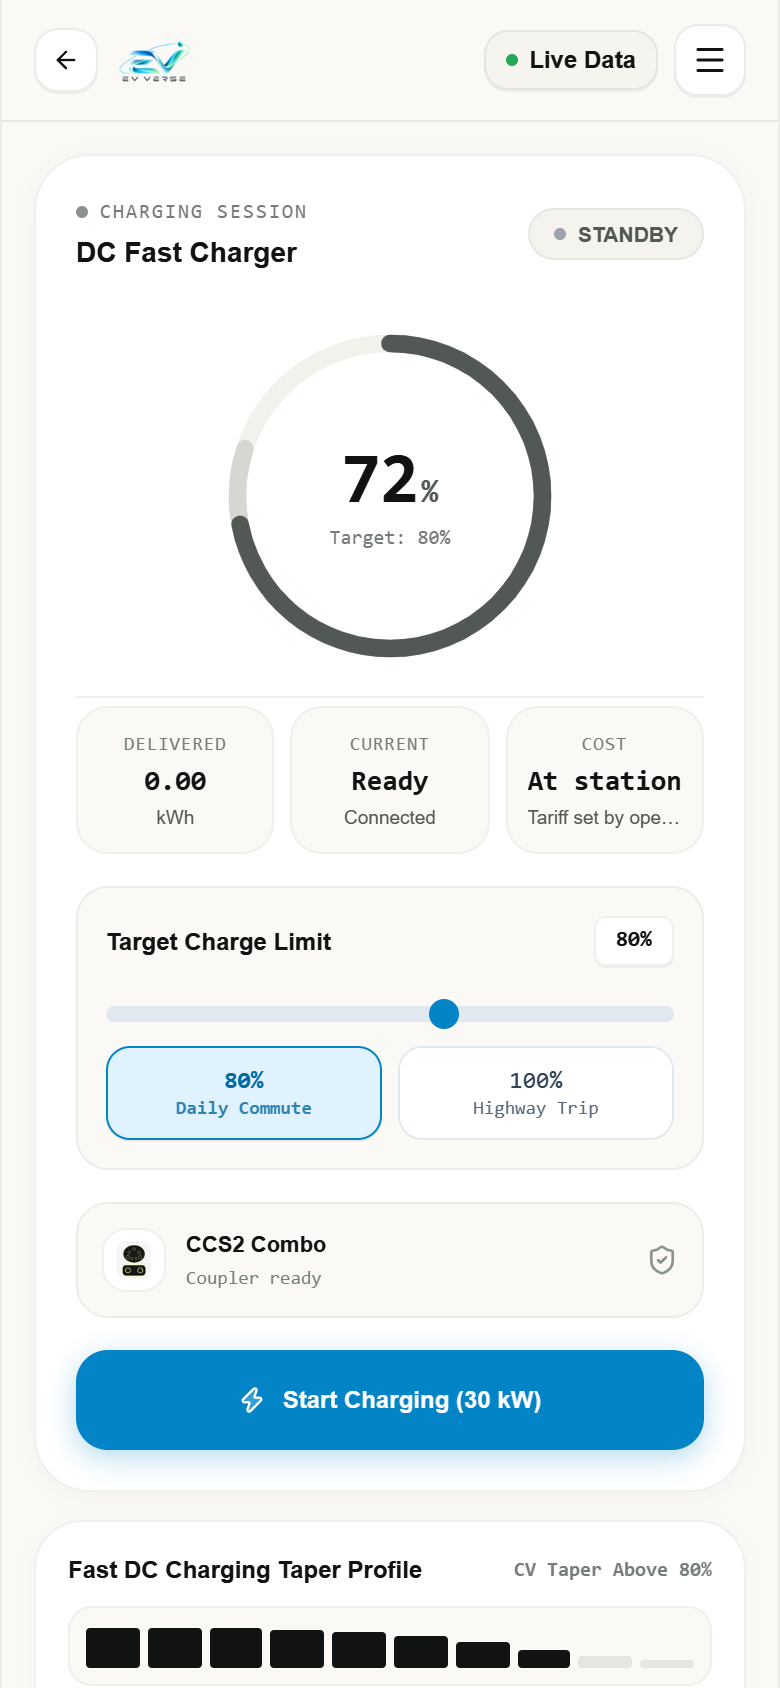 EV VERSE
Live Data
CHARGING SESSION
DC Fast Charger
STANDBY
72%
Target: 80%
DELIVERED
0.00
kWh
CURRENT
Ready
Connected
COST
At station
Tariff set by ope…
Target Charge Limit
80%
80%
Daily Commute
100%
Highway Trip
CCS2 Combo
Coupler ready
Start Charging (30 kW)
Fast DC Charging Taper Profile
CV Taper Above 80%